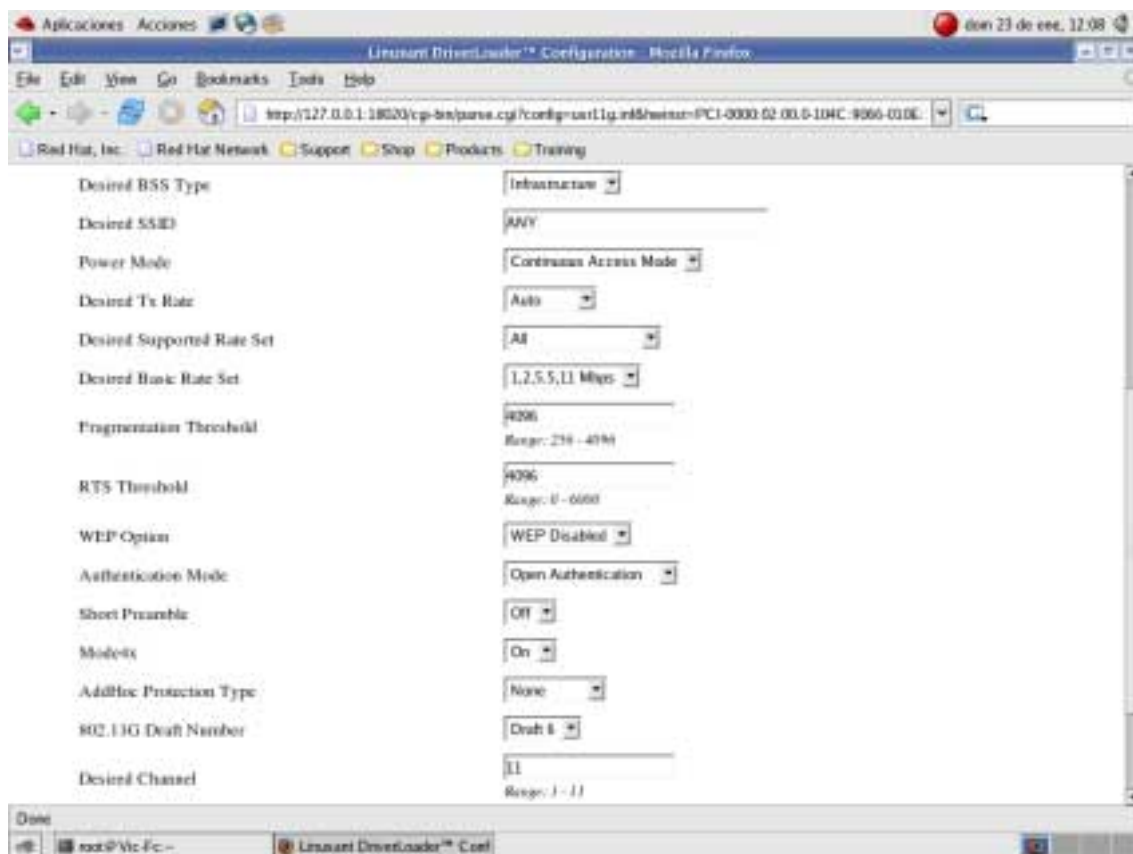 Aplicaciones Acciones
dom 23 de ene, 12:08
Linuxant DriverLoader™ Configuration - Mozilla Firefox
File Edit View Go Bookmarks Tools Help
http://127.0.0.1:18020/cgi-bin/parse.cgi?config=usr11g.inf&hwinst=PCI-0000:02:00.0-104C:9066-010E:
Red Hat, Inc. Red Hat Network Support Shop Products Training
Desired BSS Type Infrastructure
Desired SSID ANY
Power Mode Continuous Access Mode
Desired Tx Rate Auto
Desired Supported Rate Set All
Desired Basic Rate Set 1,2,5.5,11 Mbps
Fragmentation Threshold 4096
Range: 256 - 4096
RTS Threshold 4096
Range: 0 -
WEP Option WEP Disabled
Authentication Mode Open Authentication
Short Preamble Off
Mode4x On
AddHoc Protection Type None
802.11G Draft Number Draft
Desired Channel 11
Range: 1 - 11
Done
root@Vic-Fc:~ Linuxant DriverLoader™ Conf